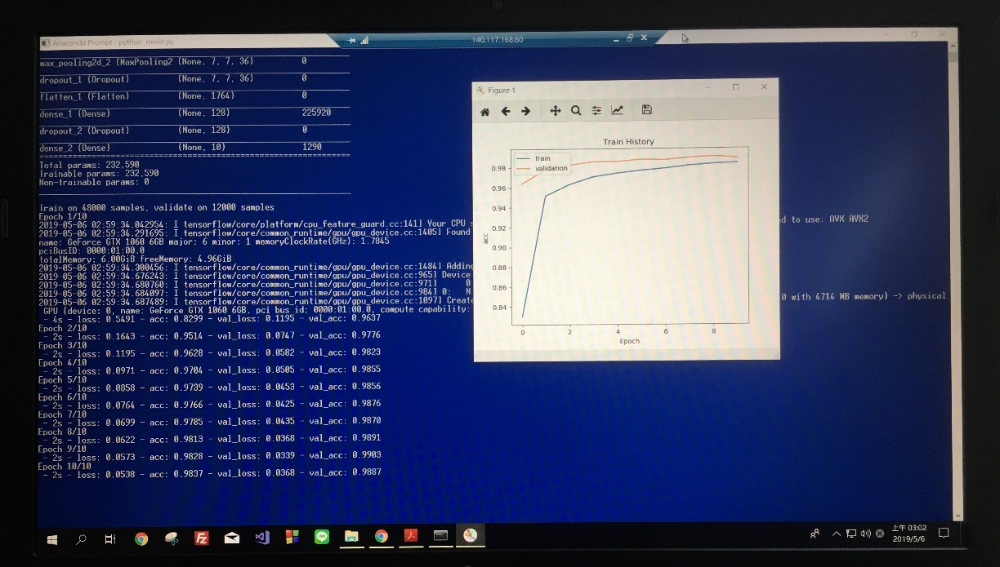 Anaconda Prompt - python mnist.py
140.117.168.60
max_pooling2d_2 (MaxPooling2 (None, 7, 7, 36) 0
dropout_1 (Dropout) (None, 7, 7, 36) 0
flatten_1 (Flatten) (None, 1764) 0
dense_1 (Dense) (None, 128) 225920
dropout_2 (Dropout) (None, 128) 0
dense_2 (Dense) (None, 10) 1290
Total params: 232,590
Trainable params: 232,590
Non-trainable params: 0
Train on 48000 samples, validate on 12000 samples
Epoch 1/10
2019-05-06 02:59:34.042954: I tensorflow/core/platform/cpu_feature_guard.cc:141] Your CPU s
ed to use: AVX AVX2
2019-05-06 02:59:34.291695: I tensorflow/core/common_runtime/gpu/gpu_device.cc:1405] Found
name: GeForce GTX 1060 6GB major: 6 minor: 1 memoryClockRate(GHz): 1.7845
pciBusID: 0000:01:00.0
totalMemory: 6.00GiB freeMemory: 4.96GiB
2019-05-06 02:59:34.300456: I tensorflow/core/common_runtime/gpu/gpu_device.cc:1484] Adding
2019-05-06 02:59:34.676243: I tensorflow/core/common_runtime/gpu/gpu_device.cc:965] Device
2019-05-06 02:59:34.680760: I tensorflow/core/common_runtime/gpu/gpu_device.cc:971] 0
2019-05-06 02:59:34.684097: I tensorflow/core/common_runtime/gpu/gpu_device.cc:984] 0: N
2019-05-06 02:59:34.687489: I tensorflow/core/common_runtime/gpu/gpu_device.cc:1097] Create
0 with 4714 MB memory) -> physical
GPU (device: 0, name: GeForce GTX 1060 6GB, pci bus id: 0000:01:00.0, compute capability:
- 4s - loss: 0.5491 - acc: 0.8299 - val_loss: 0.1195 - val_acc: 0.9637
Epoch 2/10
- 2s - loss: 0.1643 - acc: 0.9514 - val_loss: 0.0747 - val_acc: 0.9776
Epoch 3/10
- 2s - loss: 0.1195 - acc: 0.9628 - val_loss: 0.0582 - val_acc: 0.9823
Epoch 4/10
- 2s - loss: 0.0971 - acc: 0.9704 - val_loss: 0.0505 - val_acc: 0.9855
Epoch 5/10
- 2s - loss: 0.0858 - acc: 0.9739 - val_loss: 0.0453 - val_acc: 0.9856
Epoch 6/10
- 2s - loss: 0.0764 - acc: 0.9766 - val_loss: 0.0425 - val_acc: 0.9876
Epoch 7/10
- 2s - loss: 0.0699 - acc: 0.9785 - val_loss: 0.0435 - val_acc: 0.9870
Epoch 8/10
- 2s - loss: 0.0622 - acc: 0.9813 - val_loss: 0.0368 - val_acc: 0.9891
Epoch 9/10
- 2s - loss: 0.0573 - acc: 0.9828 - val_loss: 0.0339 - val_acc: 0.9903
Epoch 10/10
- 2s - loss: 0.0538 - acc: 0.9837 - val_loss: 0.0368 - val_acc: 0.9887
Figure 1
Train History
train
validation
0.98
0.96
0.94
0.92
0.90
0.88
0.86
0.84
acc
0 2 4 6 8
Epoch
上午 03:02
2019/5/6